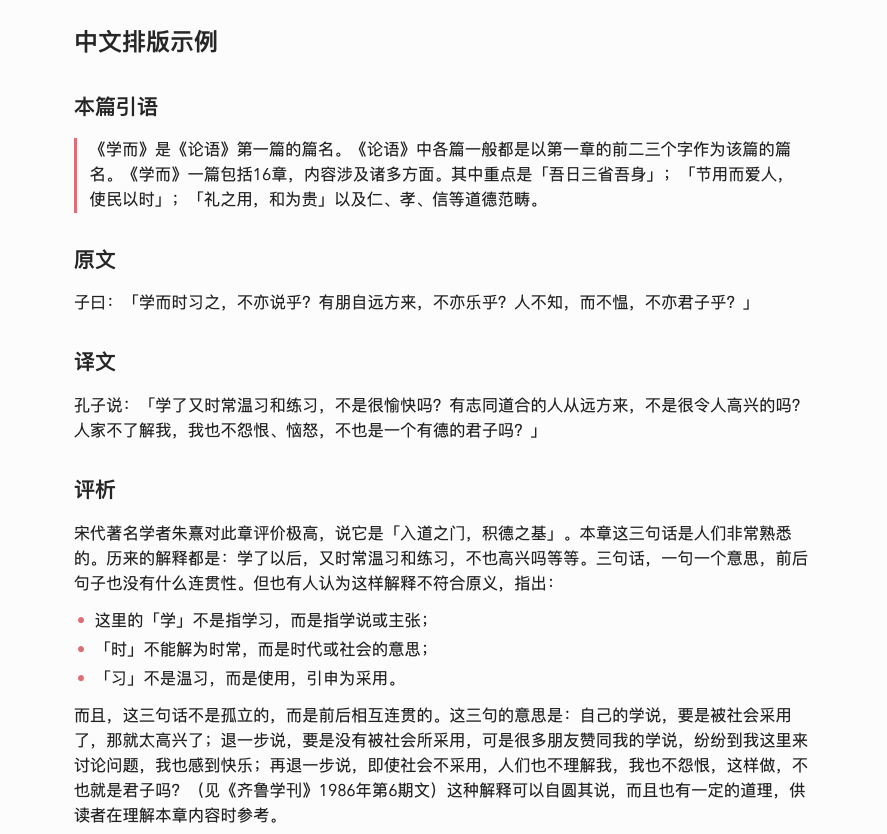 中文排版示例
本篇引语
《学而》是《论语》第一篇的篇名。《论语》中各篇一般都是以第一章的前二三个字作为该篇的篇
名。《学而》一篇包括16章，内容涉及诸多方面。其中重点是「吾日三省吾身」；「节用而爱人，
使民以时」；「礼之用，和为贵」以及仁、孝、信等道德范畴。
原文
子曰：「学而时习之，不亦说乎？有朋自远方来，不亦乐乎？人不知，而不愠，不亦君子乎？」
译文
孔子说：「学了又时常温习和练习，不是很愉快吗？有志同道合的人从远方来，不是很令人高兴的吗？
人家不了解我，我也不怨恨、恼怒，不也是一个有德的君子吗？」
评析
宋代著名学者朱熹对此章评价极高，说它是「入道之门，积德之基」。本章这三句话是人们非常熟悉
的。历来的解释都是：学了以后，又时常温习和练习，不也高兴吗等等。三句话，一句一个意思，前后
句子也没有什么连贯性。但也有人认为这样解释不符合原义，指出：
• 这里的「学」不是指学习，而是指学说或主张；
• 「时」不能解为时常，而是时代或社会的意思；
• 「习」不是温习，而是使用，引申为采用。
而且，这三句话不是孤立的，而是前后相互连贯的。这三句的意思是：自己的学说，要是被社会采用
了，那就太高兴了；退一步说，要是没有被社会所采用，可是很多朋友赞同我的学说，纷纷到我这里来
讨论问题，我也感到快乐；再退一步说，即使社会不采用，人们也不理解我，我也不怨恨，这样做，不
也就是君子吗？（见《齐鲁学刊》1986年第6期文）这种解释可以自圆其说，而且也有一定的道理，供
读者在理解本章内容时参考。